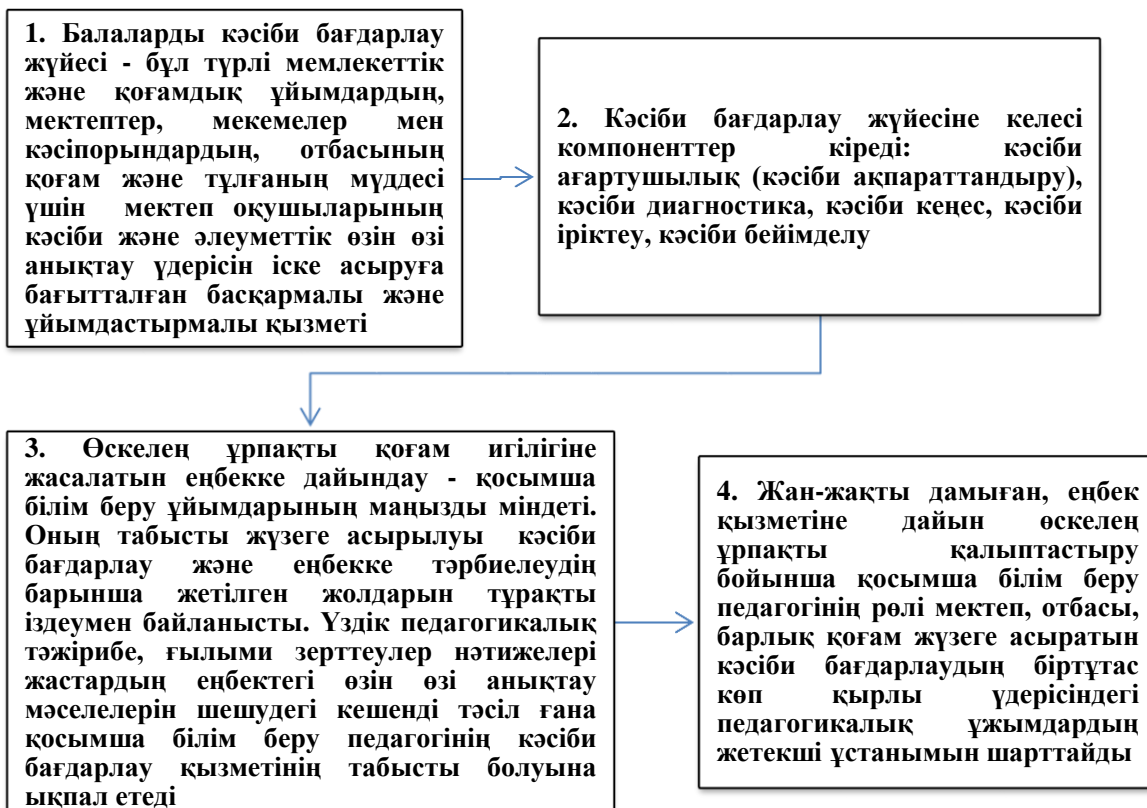 1. Балаларды кәсіби бағдарлау
жүйесі - бұл түрлі мемлекеттік
және қоғамдық ұйымдардың,
мектептер, мекемелер мен
кәсіпорындардың, отбасының
қоғам және тұлғаның мүддесі
үшін мектеп оқушыларының
кәсіби және әлеуметтік өзін өзі
анықтау үдерісін іске асыруға
бағытталған басқармалы және
ұйымдастырмалы қызметі
2. Кәсіби бағдарлау жүйесіне келесі
компоненттер кіреді: кәсіби
ағартушылық (кәсіби ақпараттандыру),
кәсіби диагностика, кәсіби кеңес, кәсіби
іріктеу, кәсіби бейімделу
3. Өскелең ұрпақты қоғам игілігіне
жасалатын еңбекке дайындау - қосымша
білім беру ұйымдарының маңызды міндеті.
Оның табысты жүзеге асырылуы кәсіби
бағдарлау және еңбекке тәрбиелеудің
барынша жетілген жолдарын тұрақты
іздеумен байланысты. Үздік педагогикалық
тәжірибе, ғылыми зерттеулер нәтижелері
жастардың еңбектегі өзін өзі анықтау
мәселелерін шешудегі кешенді тәсіл ғана
қосымша білім беру педагогінің кәсіби
бағдарлау қызметінің табысты болуына
ықпал етеді
4. Жан-жақты дамыған, еңбек
қызметіне дайын өскелең
ұрпақты қалыптастыру
бойынша қосымша білім беру
педагогінің рөлі мектеп, отбасы,
барлық қоғам жүзеге асыратын
кәсіби бағдарлаудың біртұтас
көп қырлы үдерісіндегі
педагогикалық ұжымдардың
жетекші ұстанымын шарттайды